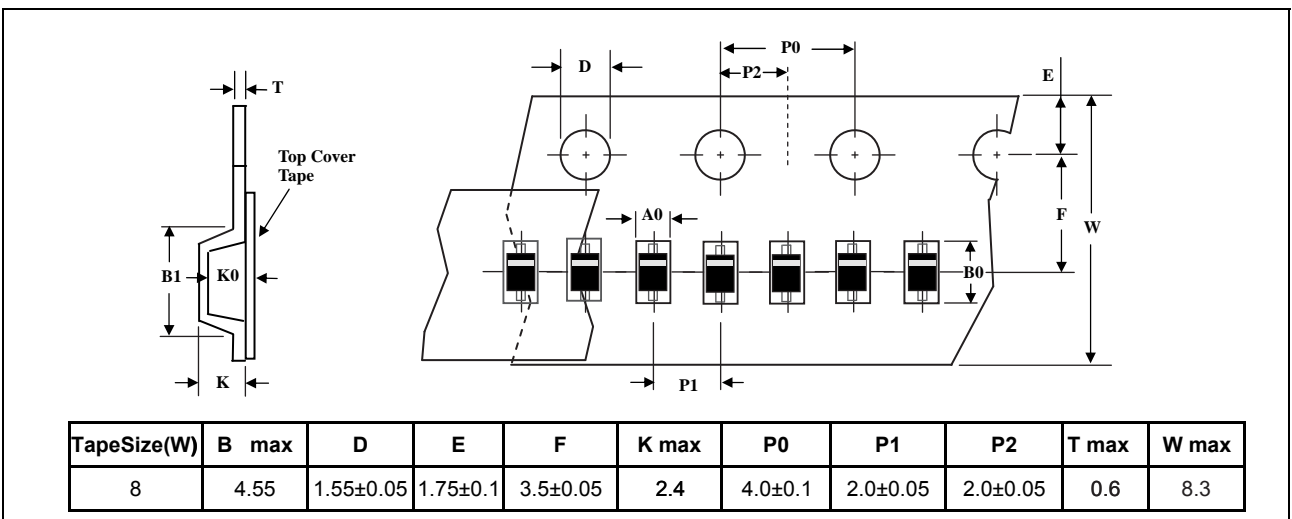 P0
D
P2
E
T
Top Cover
Tape
A0
F
W
B1
K0
B0
K
P1
TapeSize(W) B max D E F K max P0 P1 P2 T max W max
8 4.55 1.55±0.05 1.75±0.1 3.5±0.05 2.4 4.0±0.1 2.0±0.05 2.0±0.05 0.6 8.3